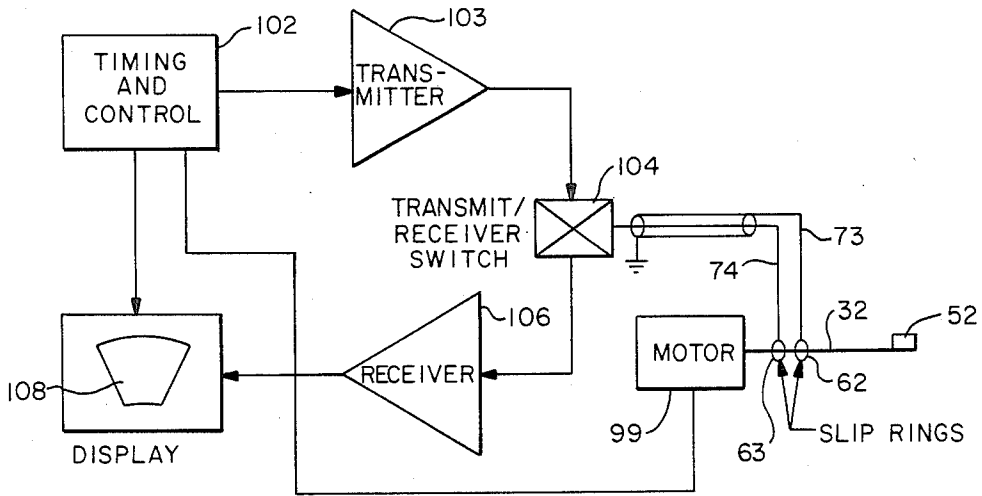 102
TIMING
AND
CONTROL
103
TRANS-
MITTER
104
TRANSMIT/
RECEIVER
SWITCH
73
74
106
RECEIVER
108
DISPLAY
MOTOR
99
32
52
62
63
SLIP RINGS